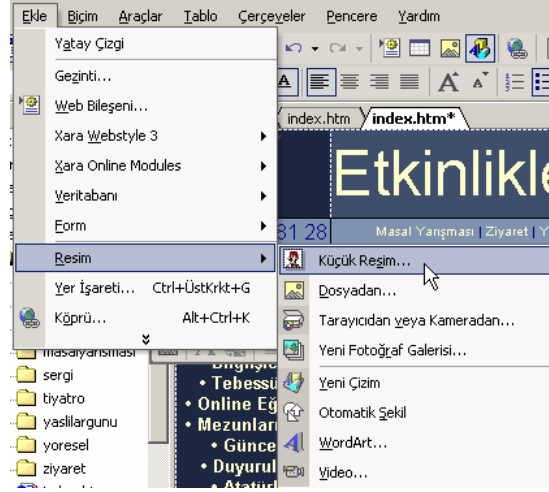 Ekle Biçim Araçlar Tablo Çerçeveler Pencere Yardım
Yatay Çizgi
Gezinti...
Web Bileşeni...
Xara Webstyle 3
Xara Online Modules
Veritabanı
Form
Resim
Yer İşareti... Ctrl+ÜstKrkt+G
Köprü... Alt+Ctrl+K
index.htm index.htm*
Etkinlikle
81 28 Masal Yarışması | Ziyaret | Y
Küçük Resim...
Dosyadan...
Tarayıcıdan veya Kameradan...
Yeni Fotoğraf Galerisi...
Yeni Çizim
Otomatik Şekil
WordArt...
Video...
masalyarismasi
sergi
tiyatro
yaslilargunu
yoresel
ziyaret
• Tebessü
• Online Eğ
• Mezunları
• Günce
• Duyurul
• Atatürk